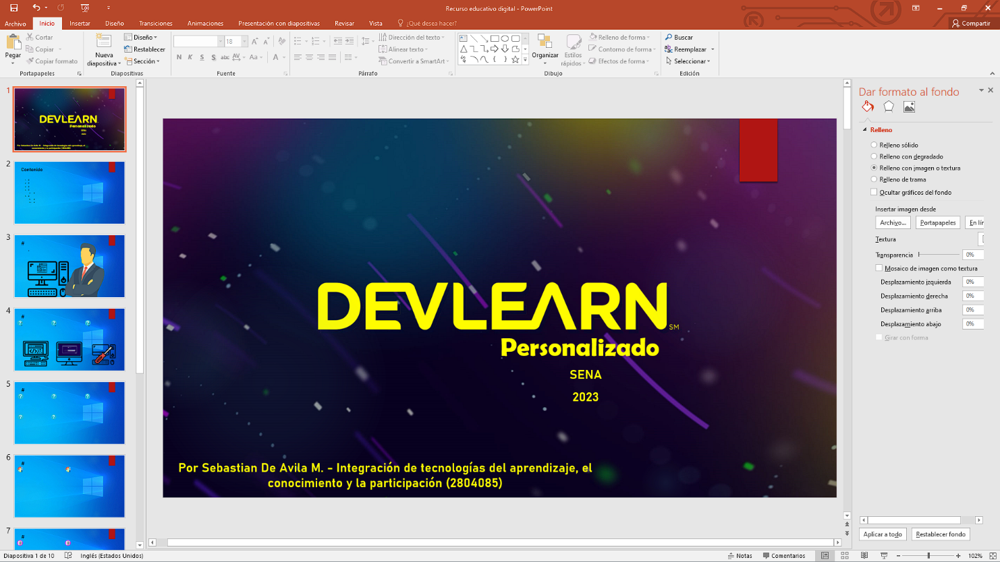 Recurso educativo digital - PowerPoint
Archivo Inicio Insertar Diseño Transiciones Animaciones Presentación con diapositivas Revisar Vista ¿Qué desea hacer? Compartir
Pegar
Cortar
Copiar
Copiar formato
Portapapeles
Nueva
diapositiva
Diseño
Restablecer
Sección
Diapositivas
18
N K S S abc AV Aa A
Fuente
Dirección del texto
Alinear texto
Convertir a SmartArt
Párrafo
Organizar
Estilos
rápidos
Relleno de forma
Contorno de forma
Efectos de forma
Dibujo
Buscar
Reemplazar
Seleccionar
Edición
1
DEVLEARN
Personalizado
SENA
2023
Por Sebastian De Avila M. - Integración de tecnologías del aprendizaje, el
conocimiento y la participación (2804085)
2
Contenido
3
#
4
#
? ? ?
5
#
? ? ?
? ?
6
#
7
DEVLEARN
SM
Personalizado
SENA
2023
Por Sebastian De Avila M. - Integración de tecnologías del aprendizaje, el
conocimiento y la participación (2804085)
Dar formato al fondo
Relleno
Relleno sólido
Relleno con degradado
Relleno con imagen o textura
Relleno de trama
Ocultar gráficos del fondo
Insertar imagen desde
Archivo... Portapapeles En lín
Textura
Transparencia 0%
Mosaico de imagen como textura
Desplazamiento izquierda 0%
Desplazamiento derecha 0%
Desplazamiento arriba 0%
Desplazamiento abajo 0%
Girar con forma
Aplicar a todo Restablecer fondo
Diapositiva 1 de 10 Inglés (Estados Unidos) Notas Comentarios 102%